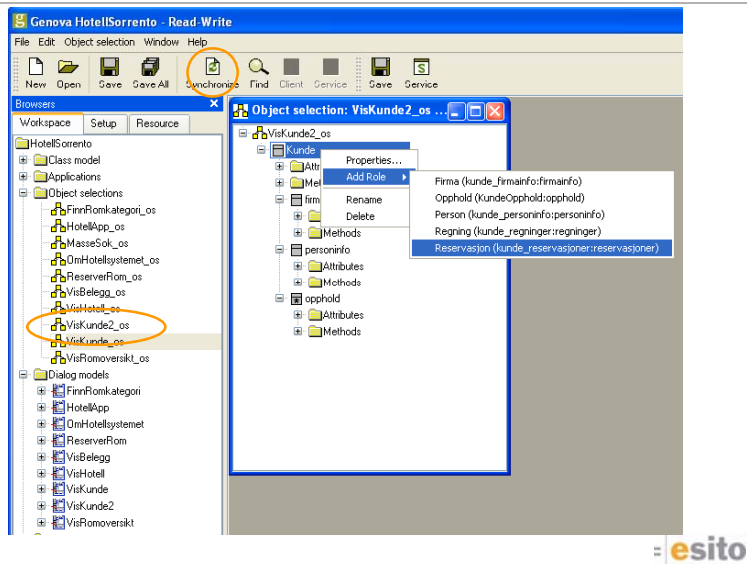 Genova HotellSorrento - Read-Write
File Edit Object selection Window Help
New Open Save Save All Synchronize Find Client Service Save Service
Browsers
Workspace Setup Resource
HotellSorrento
Class model
Applications
Object selections
FinnRomkategori_os
HotellApp_os
MasseSok_os
OmHotellsystemet_os
ReserverRom_os
VisBelegg_os
VisHotell_os
VisKunde2_os
VisKunde_os
VisRomoversikt_os
Dialog models
FinnRomkategori
HotellApp
OmHotellsystemet
ReserverRom
VisBelegg
VisHotell
VisKunde
VisKunde2
VisRomoversikt
Object selection: VisKunde2_os ...
VisKunde2_os
Kunde
Attr
Met
firm
Methods
personinfo
Attributes
Methods
opphold
Attributes
Methods
Properties...
Add Role
Rename
Delete
Firma (kunde_firmainfo:firmainfo)
Opphold (KundeOpphold:opphold)
Person (kunde_personinfo:personinfo)
Regning (kunde_regninger:regninger)
Reservasjon (kunde_reservasjoner:reservasjoner)
esito